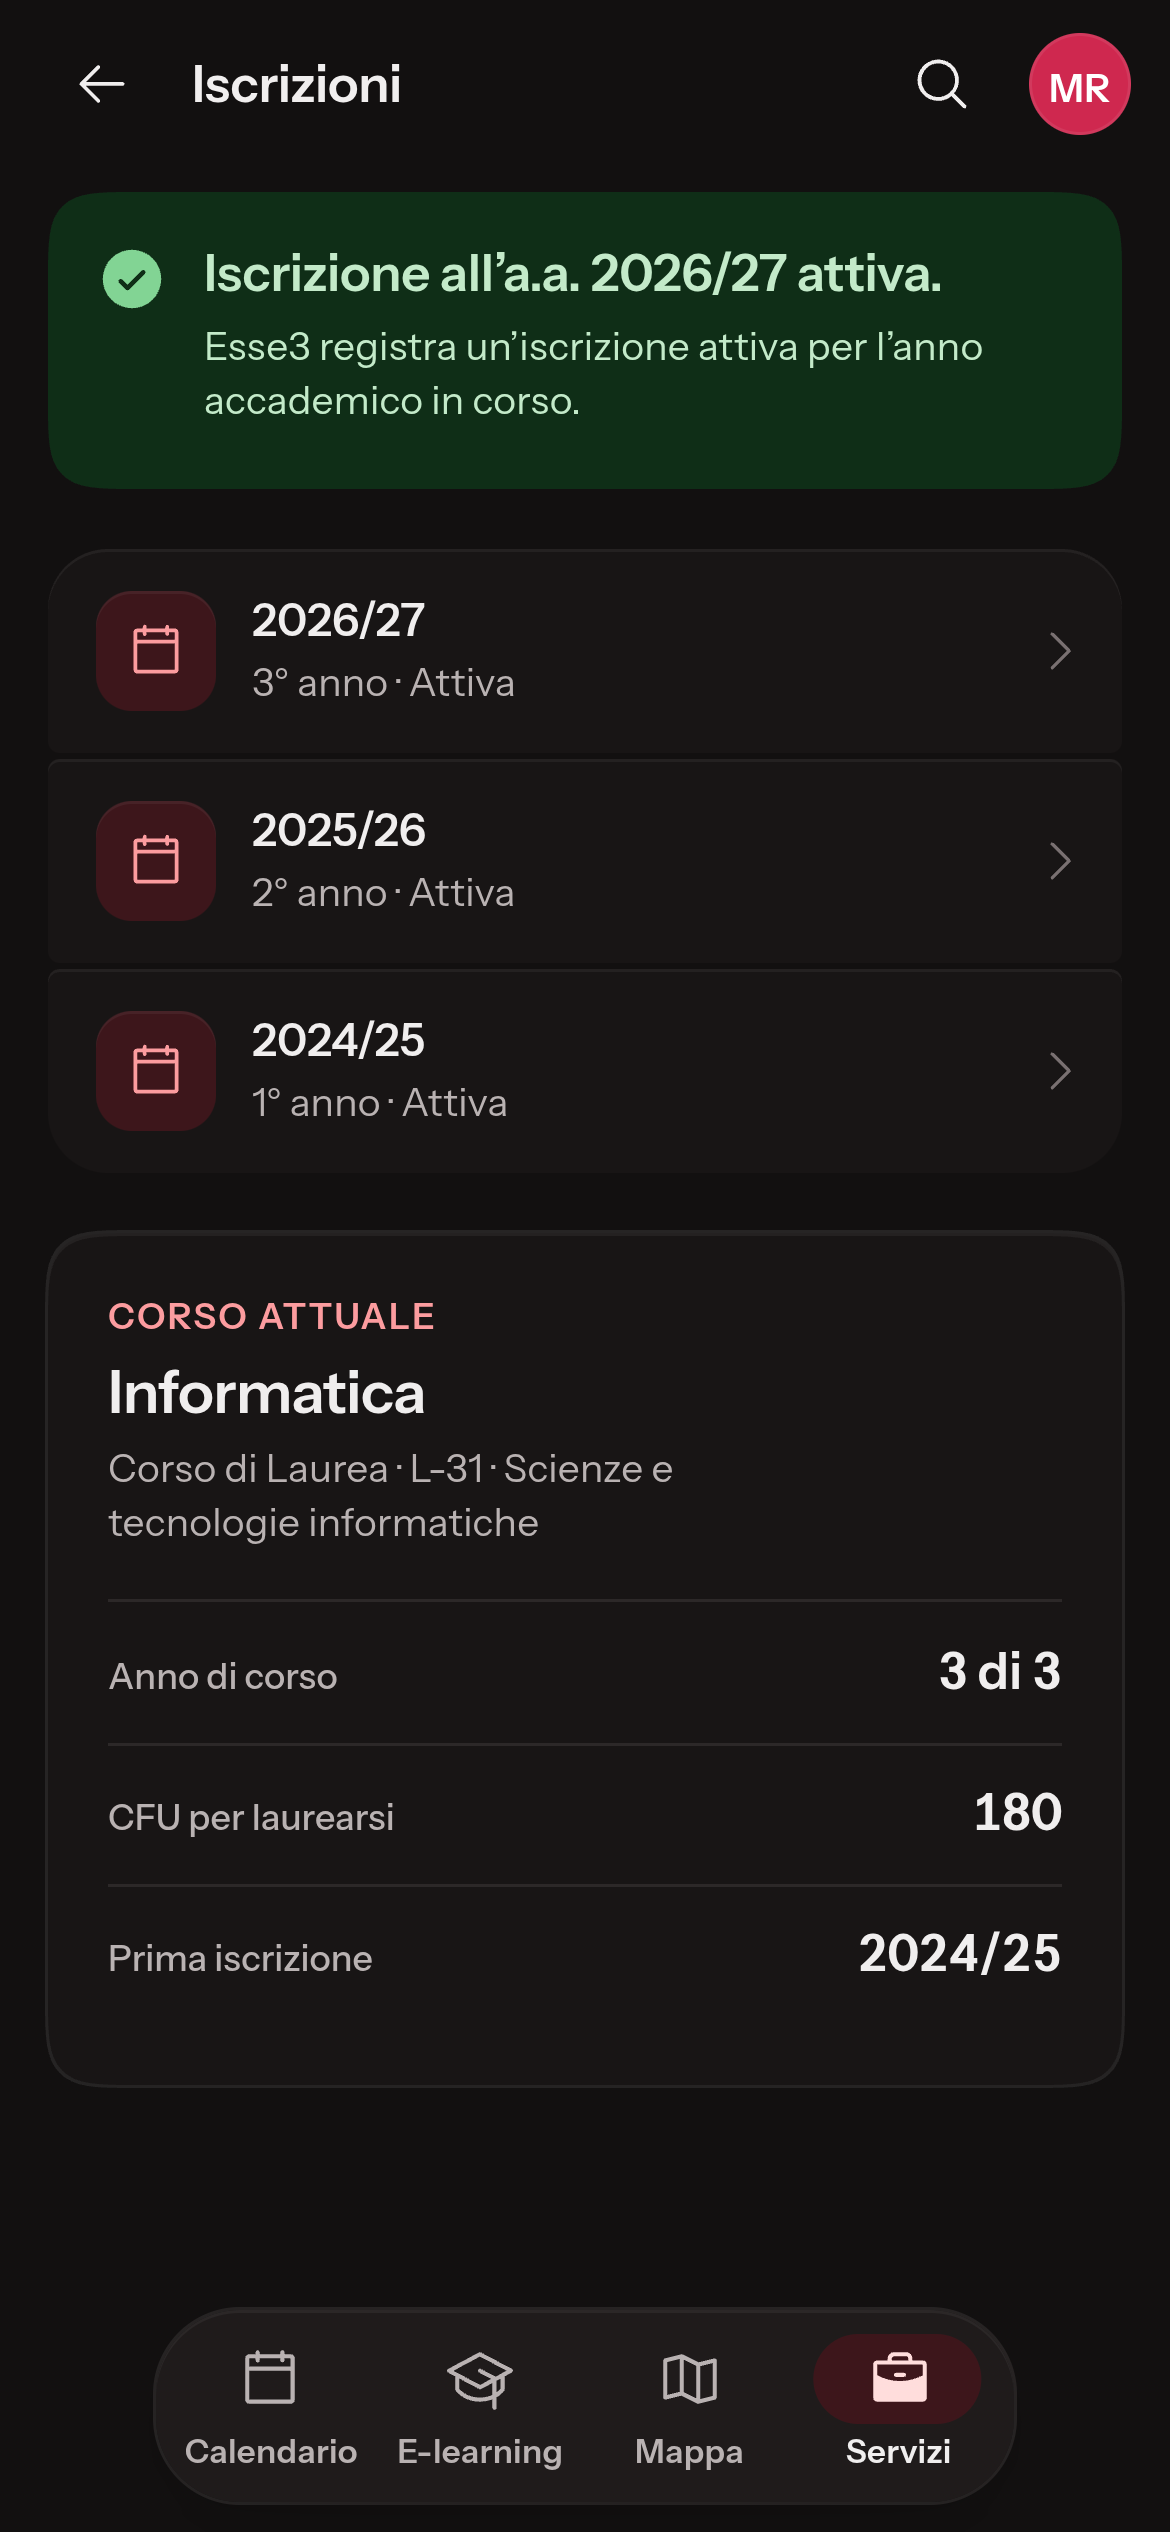 Iscrizioni
MR
Iscrizione all’a.a. 2026/27 attiva.
Esse3 registra un’iscrizione attiva per l’anno
accademico in corso.
2026/27
3° anno · Attiva
2025/26
2° anno · Attiva
2024/25
1° anno · Attiva
CORSO ATTUALE
Informatica
Corso di Laurea · L-31 · Scienze e
tecnologie informatiche
Anno di corso
3 di 3
CFU per laurearsi
180
Prima iscrizione
2024/25
Calendario
E-learning
Mappa
Servizi